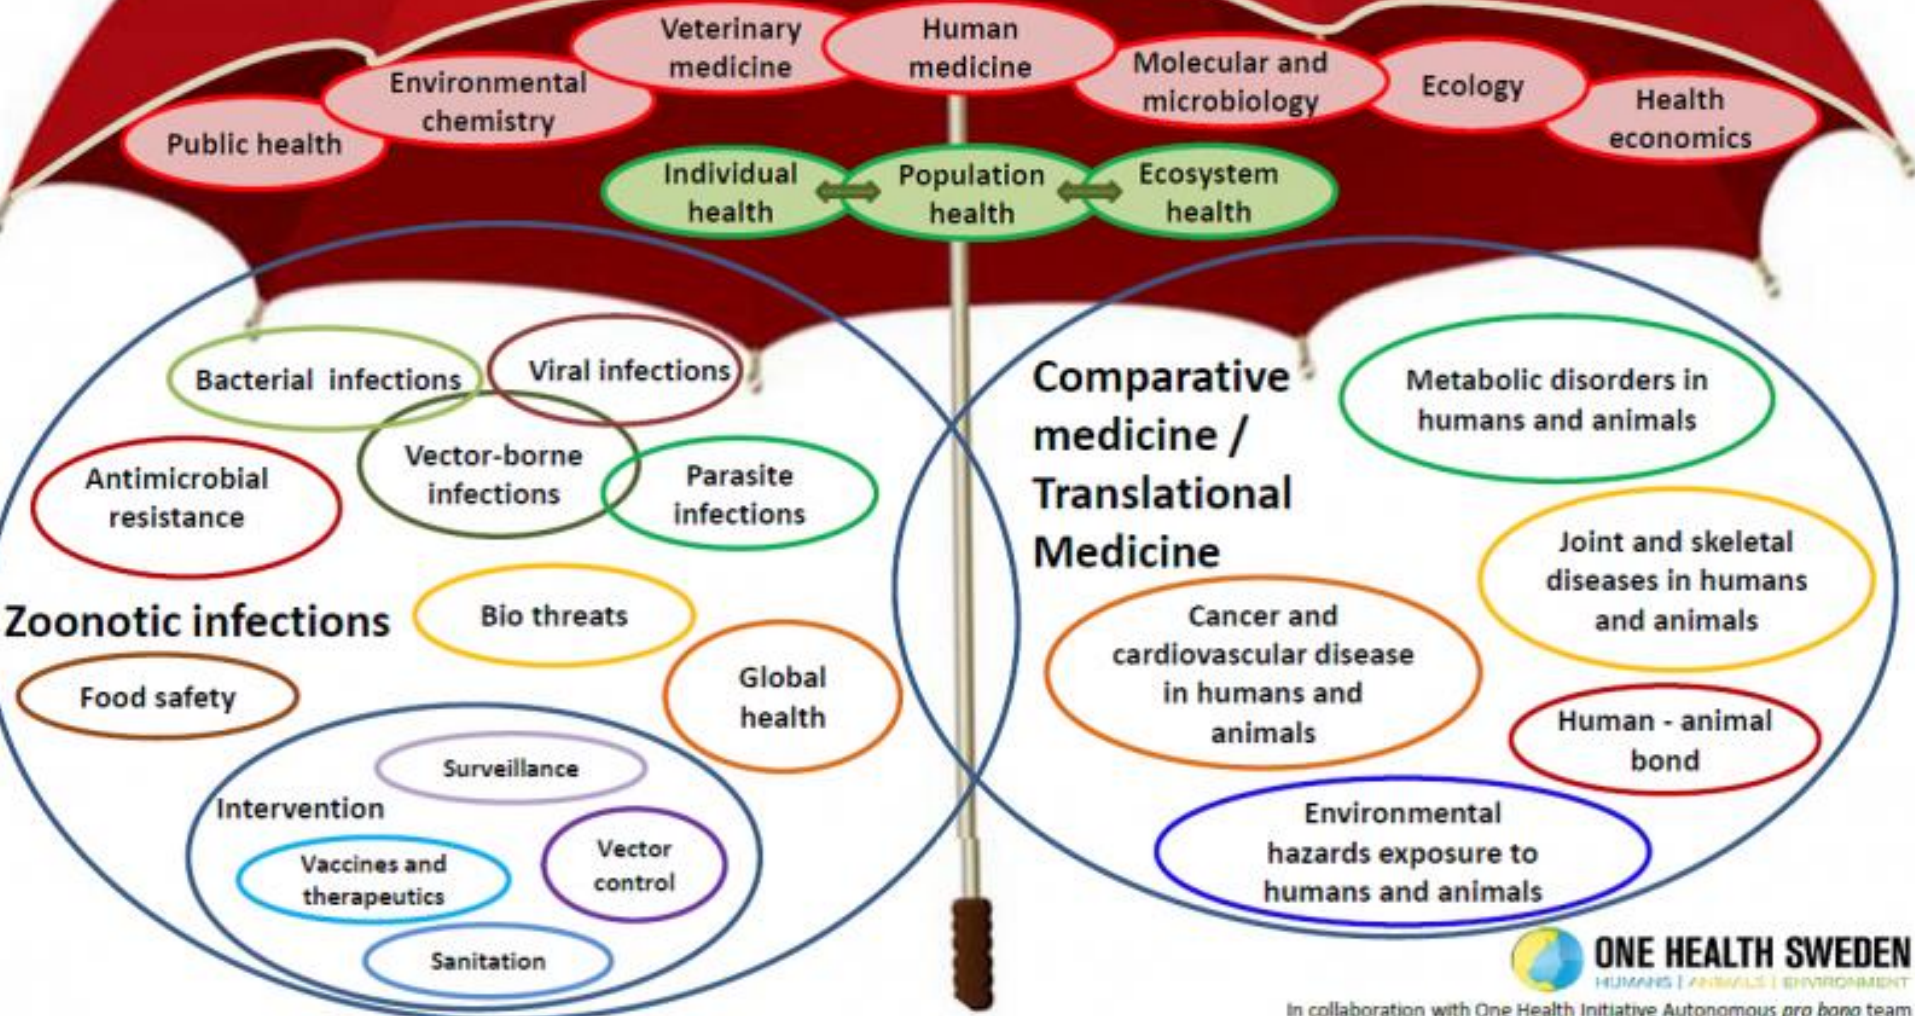 Veterinary
medicine
Human
medicine
Molecular and
microbiology
Ecology
Health
economics
Environmental
chemistry
Public health
Individual
health
Population
health
Ecosystem
health
Bacterial infections
Viral infections
Vector-borne
infections
Parasite
infections
Antimicrobial
resistance
Zoonotic infections
Bio threats
Food safety
Global
health
Surveillance
Intervention
Vaccines and
therapeutics
Vector
control
Sanitation
Comparative
medicine /
Translational
Medicine
Metabolic disorders in
humans and animals
Joint and skeletal
diseases in humans
and animals
Cancer and
cardiovascular disease
in humans and
animals
Human - animal
bond
Environmental
hazards exposure to
humans and animals
ONE HEALTH SWEDEN
HUMANS | ANIMALS | ENVIRONMENT
In collaboration with One Health Initiative Autonomous pro bono team